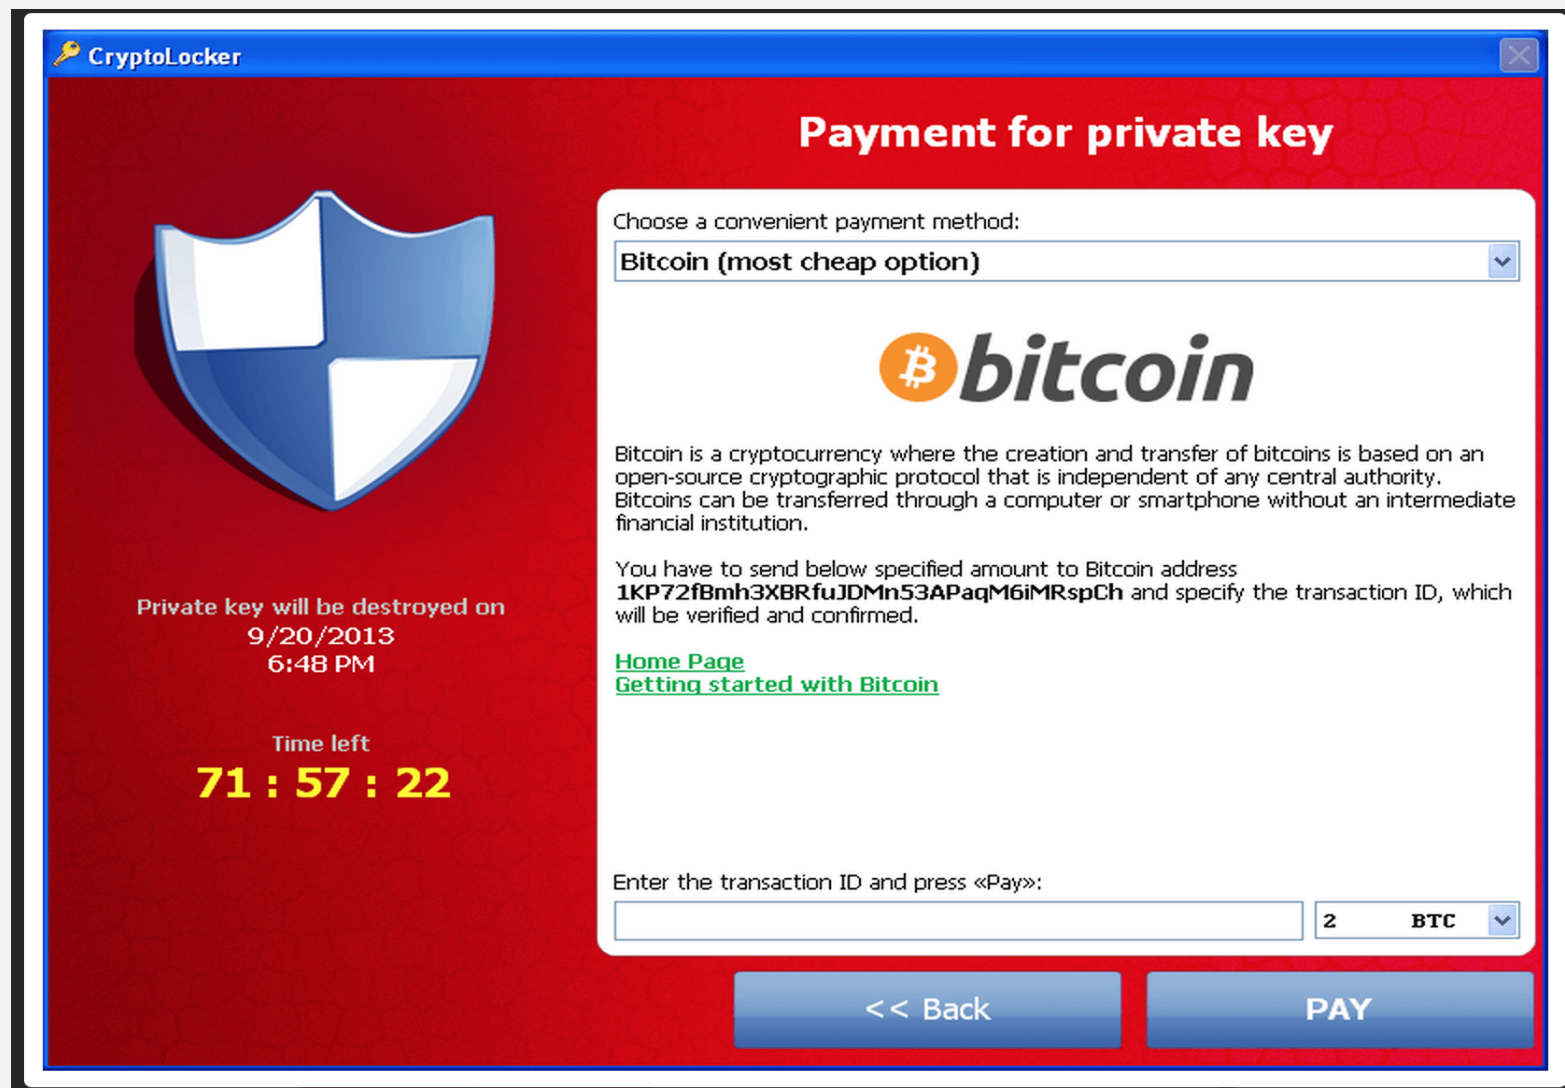 CryptoLocker
Payment for private key
Choose a convenient payment method:
Bitcoin (most cheap option)
bitcoin
Bitcoin is a cryptocurrency where the creation and transfer of bitcoins is based on an
open-source cryptographic protocol that is independent of any central authority.
Bitcoins can be transferred through a computer or smartphone without an intermediate
financial institution.
You have to send below specified amount to Bitcoin address
1KP72fBmh3XBRfuJDMn53APaqM6iMRspCh and specify the transaction ID, which
will be verified and confirmed.
Home Page
Getting started with Bitcoin
Private key will be destroyed on
9/20/2013
6:48 PM
Time left
71 : 57 : 22
Enter the transaction ID and press «Pay»:
2 BTC
<< Back
PAY